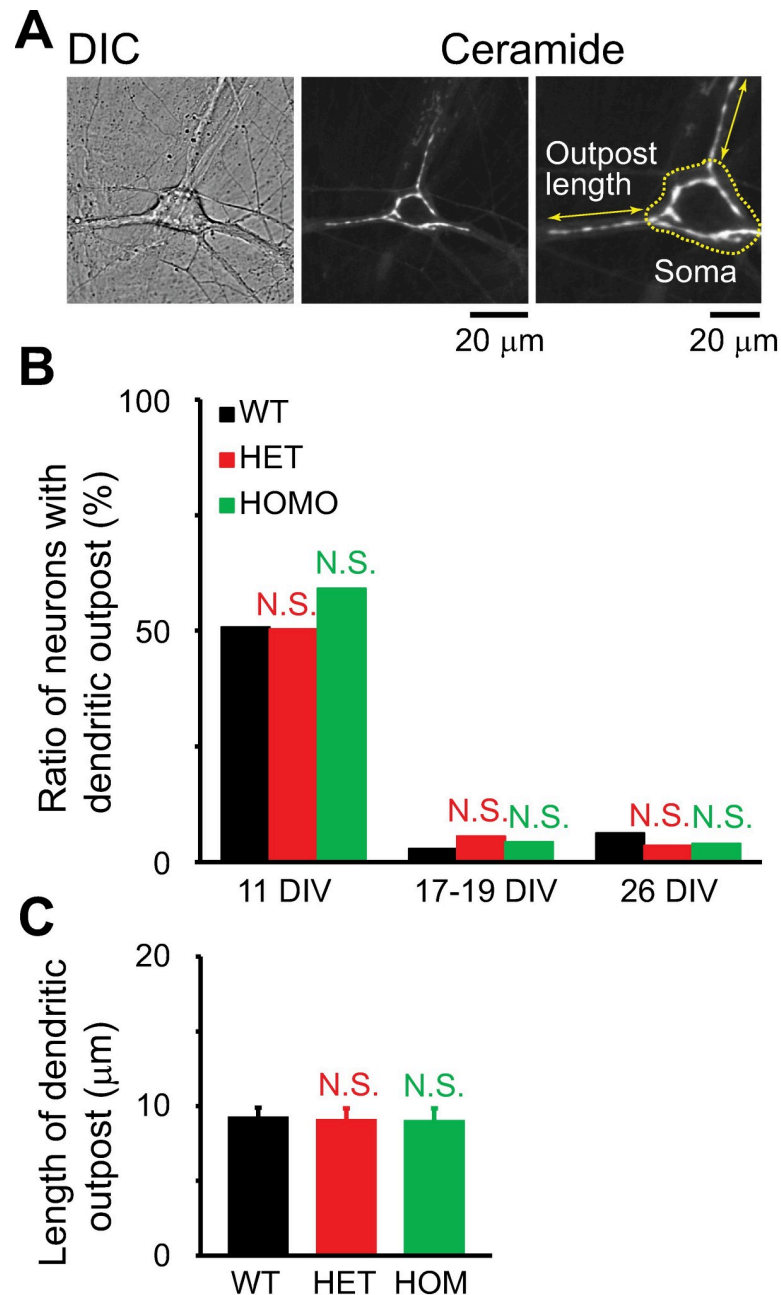 A
DIC
Ceramide
Outpost
length
Soma
20 μm
20 μm
B
Ratio of neurons with
dendritic outpost (%)
100
50
0
WT
HET
HOMO
N.S.
N.S.
N.S.
N.S.
N.S.
N.S.
11 DIV
17-19 DIV
26 DIV
C
Length of dendritic
outpost (μm)
20
10
0
N.S.
N.S.
WT
HET
HOM